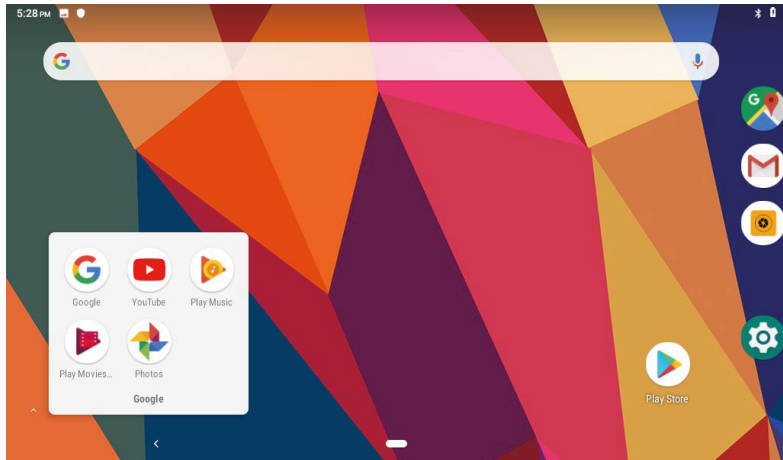 5:28 PM
G
G
Google
YouTube
Play Music
Play Movies...
Photos
Google
Play Store